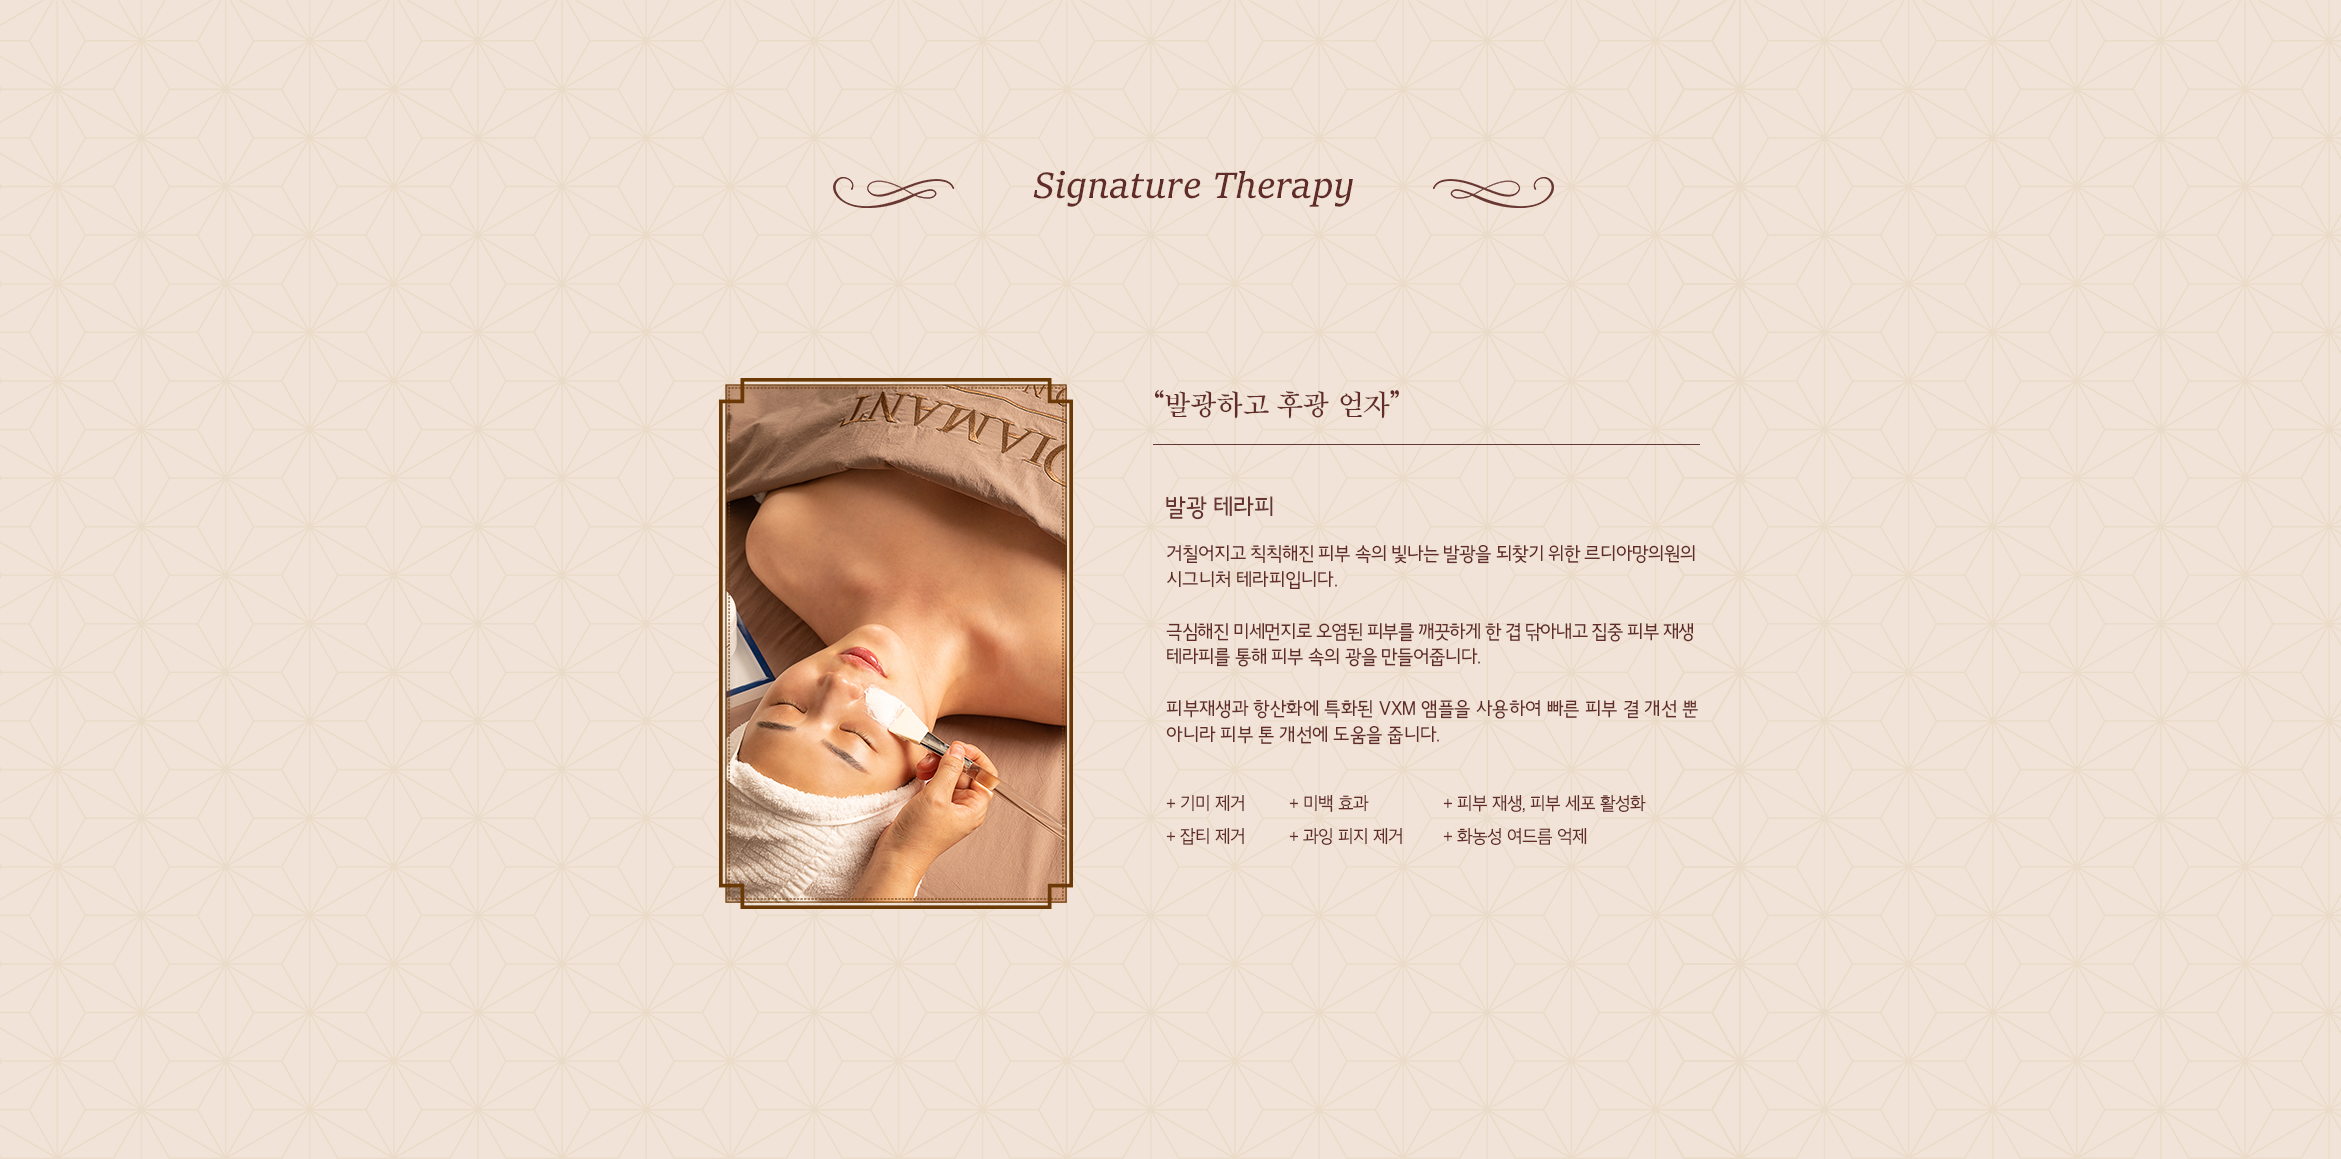 Signature Therapy
DIAMANT
“발광하고 후광 얻자”
발광 테라피
거칠어지고 칙칙해진 피부 속의 빛나는 발광을 되찾기 위한 르디아망의원의
시그니처 테라피입니다.
극심해진 미세먼지로 오염된 피부를 깨끗하게 한 겹 닦아내고 집중 피부 재생
테라피를 통해 피부 속의 광을 만들어줍니다.
피부재생과 항산화에 특화된 VXM 앰플을 사용하여 빠른 피부 결 개선 뿐
아니라 피부 톤 개선에 도움을 줍니다.
+ 기미 제거 + 미백 효과 + 피부 재생, 피부 세포 활성화
+ 잡티 제거 + 과잉 피지 제거 + 화농성 여드름 억제